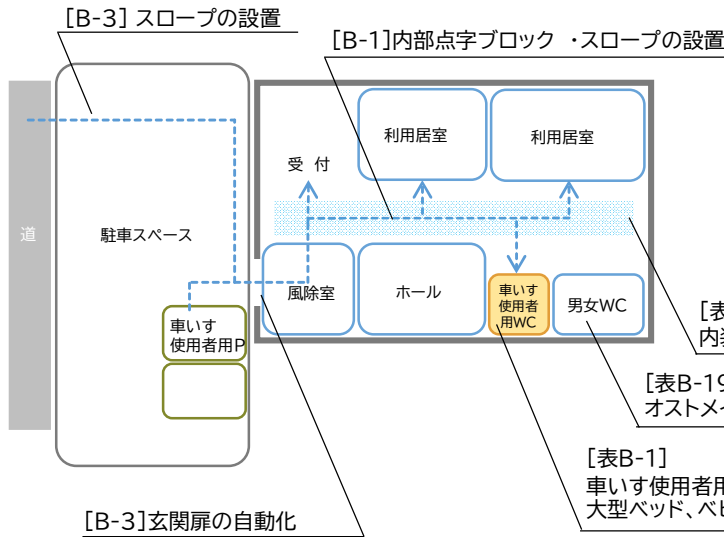 [B-3] スロープの設置
[B-1]内部点字ブロック ・スロープの設置
利用居室
利用居室
受 付
道
駐車スペース
風除室
ホール
車いす
使用者
用WC
男女WC
車いす
使用者用P
[表
内装
[表B-19
オストメイ
[表B-1]
車いす使用者用
大型ベッド、ベビ
[B-3]玄関扉の自動化